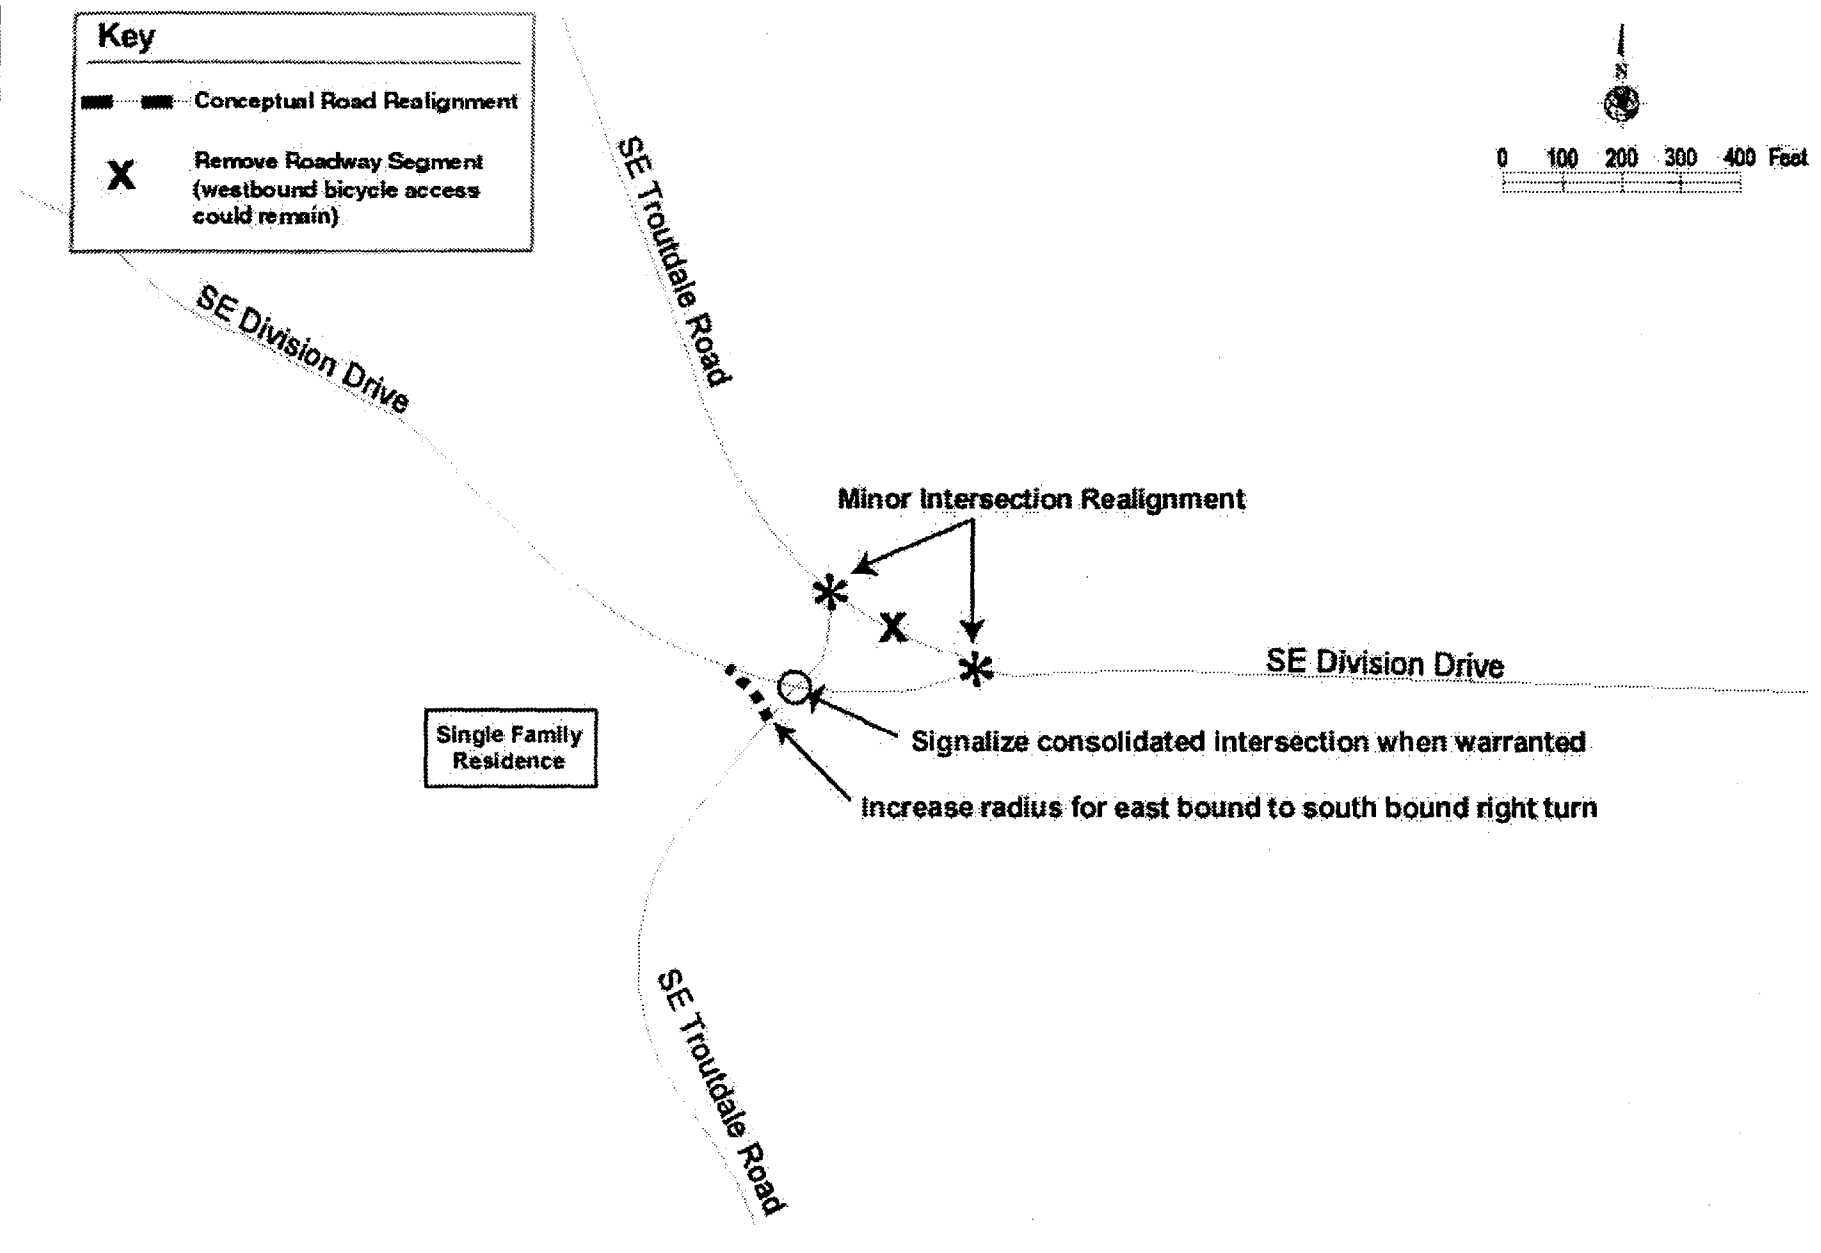 Key
Conceptual Road Realignment
X
Remove Roadway Segment
(westbound bicycle access
could remain)
N
0 100 200 300 400 Feet
SE Troutdale Road
SE Division Drive
Minor Intersection Realignment
X
SE Division Drive
Single Family
Residence
Signalize consolidated intersection when warranted
Increase radius for east bound to south bound right turn
SE Troutdale Road